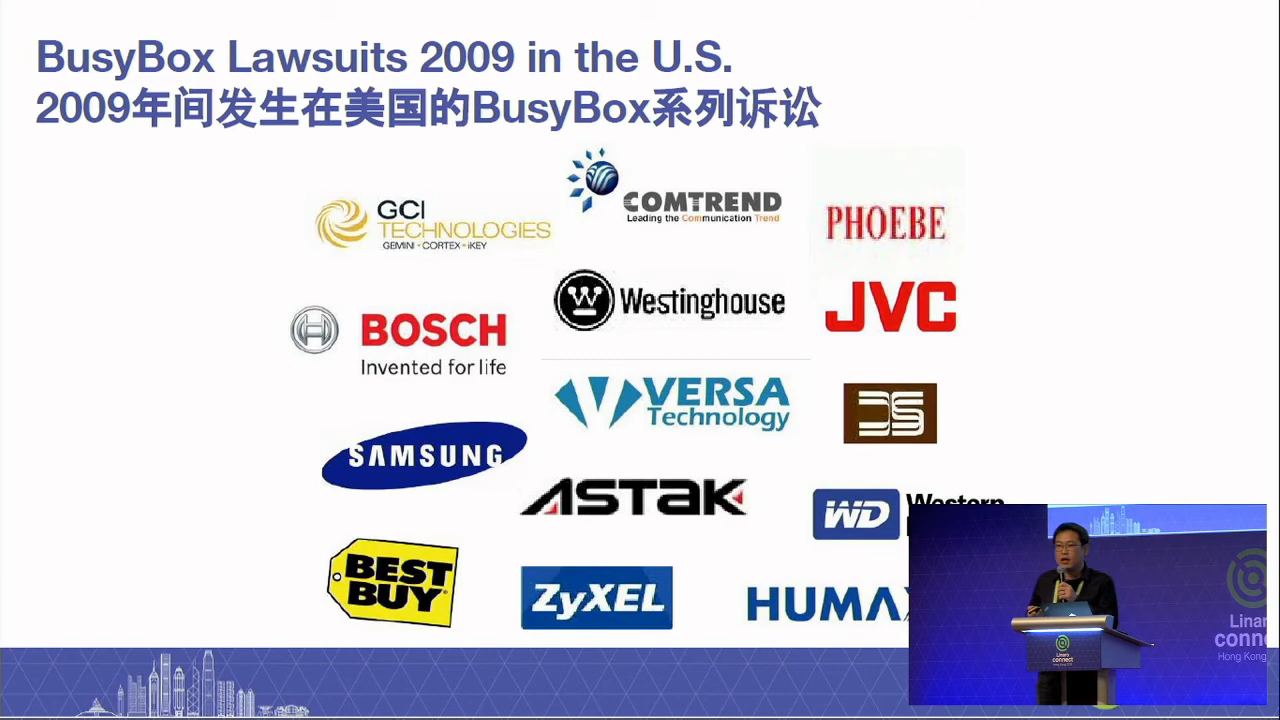 BusyBox Lawsuits 2009 in the U.S.
2009年间发生在美国的BusyBox系列诉讼
GCI
TECHNOLOGIES
GEMINI • CORTEX • iKEY
COMTREND
Leading the Communication Trend
PHOEBE
BOSCH
Invented for life
Westinghouse
JVC
VERSA
Technology
SAMSUNG
ASTAK
WD
BEST
BUY
ZyXEL
HUMAX
Linaro
connect
Hong Kong
Linaro
connect